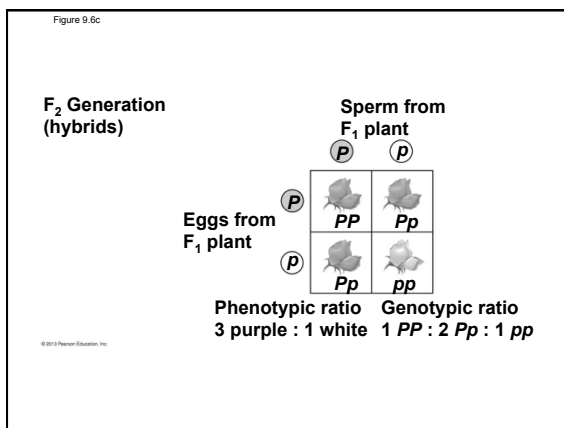 Figure 9.6c
F2 Generation
(hybrids)
Sperm from
F1 plant
P p
Eggs from
F1 plant
P
PP Pp
p
Pp pp
Phenotypic ratio
3 purple : 1 white
Genotypic ratio
1 PP : 2 Pp : 1 pp
© 2013 Pearson Education, Inc.